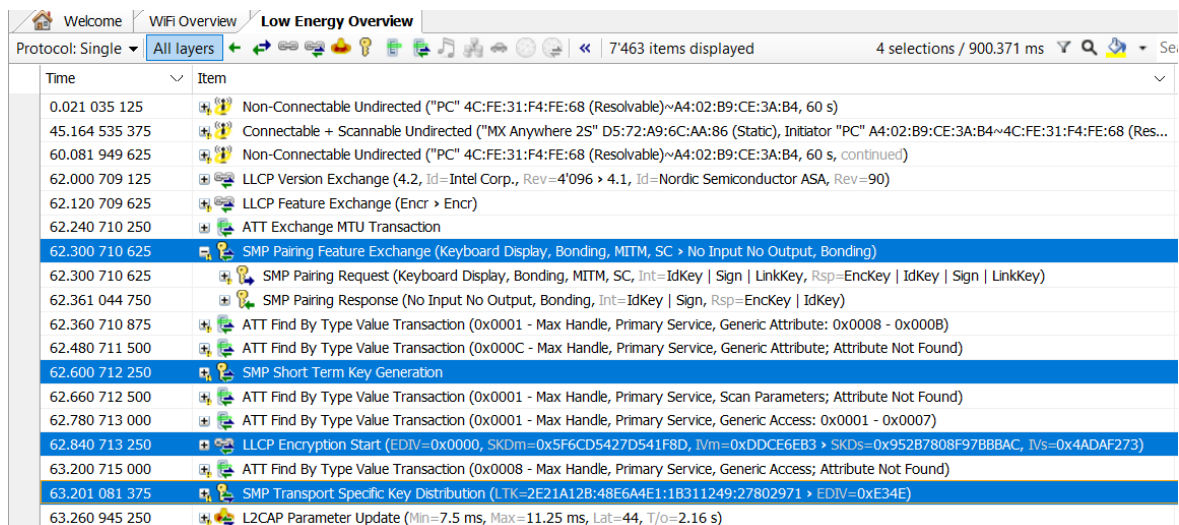 Welcome WiFi Overview Low Energy Overview
Protocol: Single All layers « 7'463 items displayed 4 selections / 900.371 ms
Time Item
0.021 035 125 Non-Connectable Undirected ("PC" 4C:FE:31:F4:FE:68 (Resolvable)~A4:02:B9:CE:3A:B4, 60 s)
45.164 535 375 Connectable + Scannable Undirected ("MX Anywhere 2S" D5:72:A9:6C:AA:86 (Static), Initiator "PC" A4:02:B9:CE:3A:B4~4C:FE:31:F4:FE:68 (Res...
60.081 949 625 Non-Connectable Undirected ("PC" 4C:FE:31:F4:FE:68 (Resolvable)~A4:02:B9:CE:3A:B4, 60 s, continued)
62.000 709 125 LLCP Version Exchange (4.2, Id=Intel Corp., Rev=4'096 › 4.1, Id=Nordic Semiconductor ASA, Rev=90)
62.120 709 625 LLCP Feature Exchange (Encr › Encr)
62.240 710 250 ATT Exchange MTU Transaction
62.300 710 625 SMP Pairing Feature Exchange (Keyboard Display, Bonding, MITM, SC › No Input No Output, Bonding)
62.300 710 625 SMP Pairing Request (Keyboard Display, Bonding, MITM, SC, Int=IdKey | Sign | LinkKey, Rsp=EncKey | IdKey | Sign | LinkKey)
62.361 044 750 SMP Pairing Response (No Input No Output, Bonding, Int=IdKey | Sign, Rsp=EncKey | IdKey)
62.360 710 875 ATT Find By Type Value Transaction (0x0001 - Max Handle, Primary Service, Generic Attribute: 0x0008 - 0x000B)
62.480 711 500 ATT Find By Type Value Transaction (0x000C - Max Handle, Primary Service, Generic Attribute; Attribute Not Found)
62.600 712 250 SMP Short Term Key Generation
62.660 712 500 ATT Find By Type Value Transaction (0x0001 - Max Handle, Primary Service, Scan Parameters; Attribute Not Found)
62.780 713 000 ATT Find By Type Value Transaction (0x0001 - Max Handle, Primary Service, Generic Access: 0x0001 - 0x0007)
62.840 713 250 LLCP Encryption Start (EDIV=0x0000, SKDm=0x5F6CD5427D541F8D, IVm=0xDDCE6EB3 › SKDs=0x952B7808F97BBBAC, IVs=0x4ADAF273)
63.200 715 000 ATT Find By Type Value Transaction (0x0008 - Max Handle, Primary Service, Generic Access; Attribute Not Found)
63.201 081 375 SMP Transport Specific Key Distribution (LTK=2E21A12B:48E6A4E1:1B311249:27802971 › EDIV=0xE34E)
63.260 945 250 L2CAP Parameter Update (Min=7.5 ms, Max=11.25 ms, Lat=44, T/o=2.16 s)